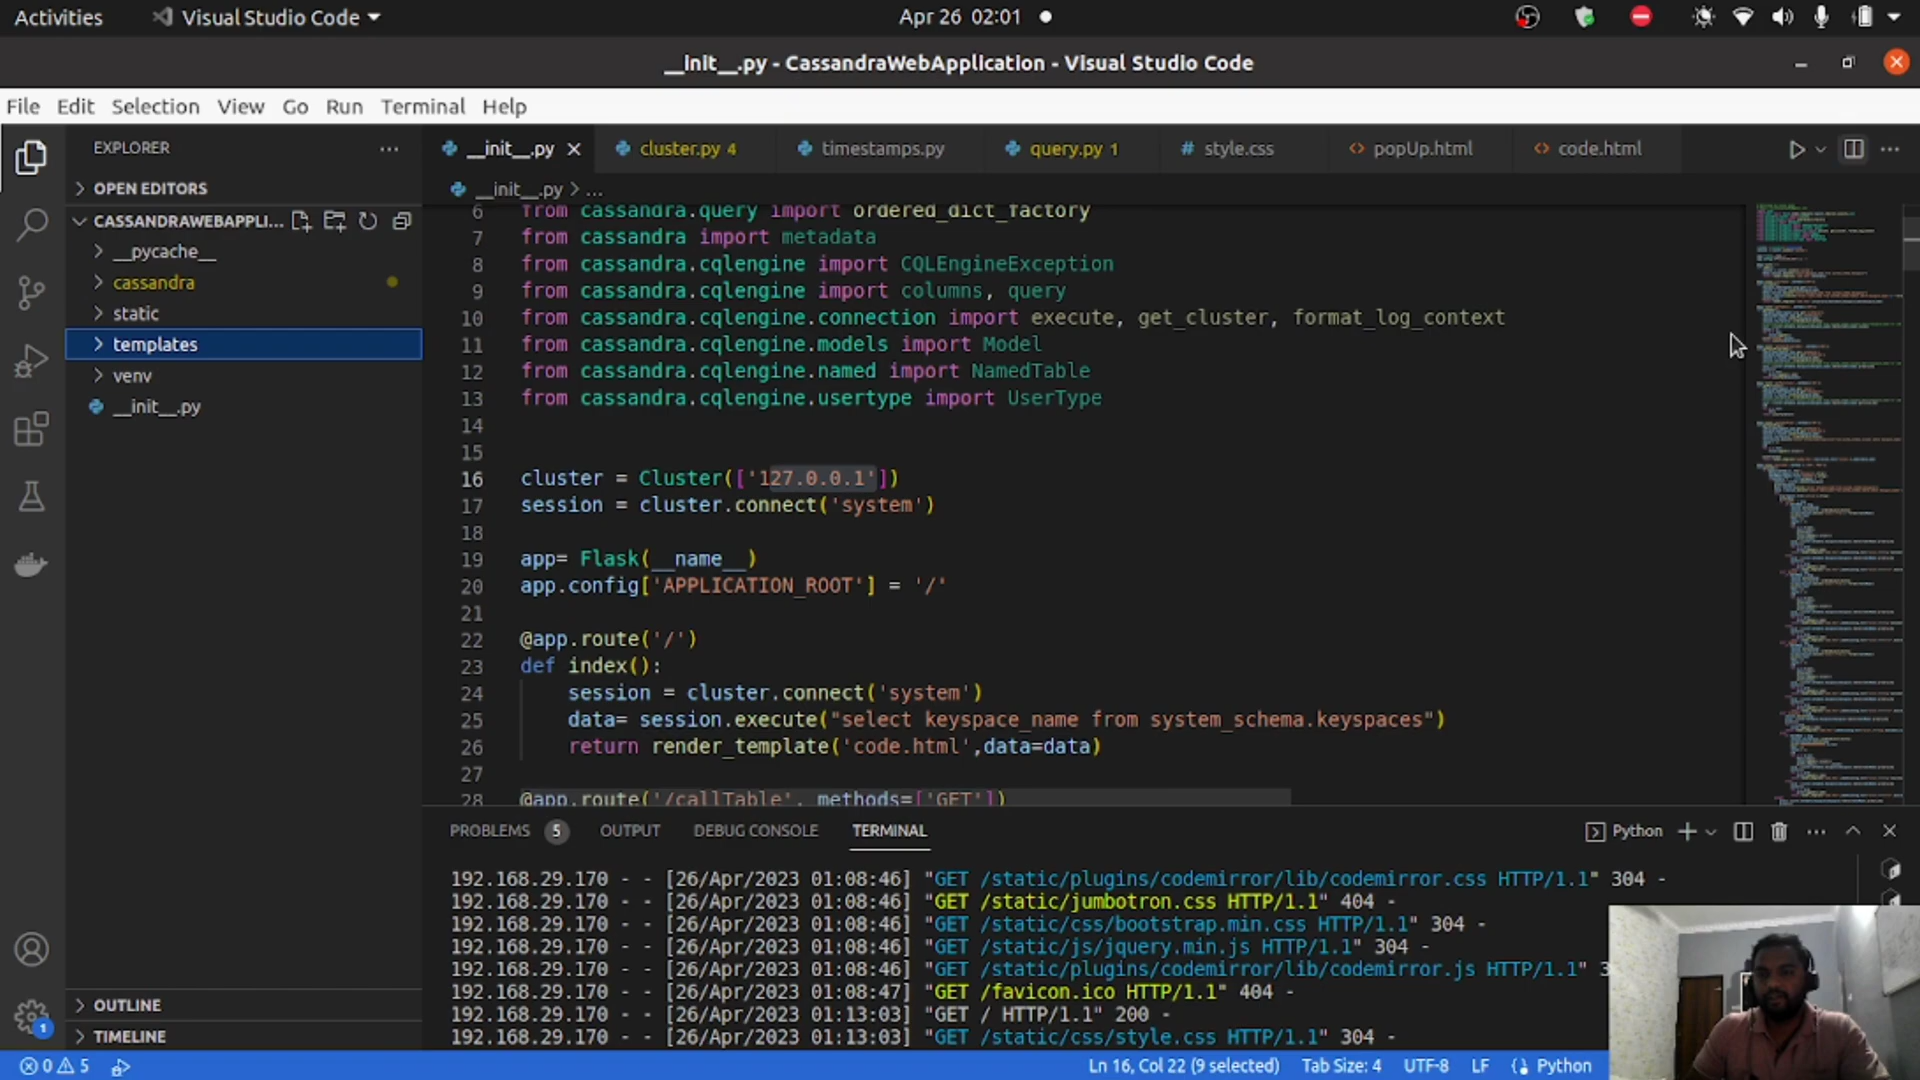 Activities
Visual Studio Code
Apr 26 02:01
__init__.py - CassandraWebApplication - Visual Studio Code
File Edit Selection View Go Run Terminal Help
EXPLORER
OPEN EDITORS
CASSANDRAWEBAPPLI...
__pycache__
cassandra
static
templates
venv
__init__.py
OUTLINE
TIMELINE
1
__init__.py
cluster.py 4
timestamps.py
query.py 1
style.css
popUp.html
code.html
__init__.py > ...
6 from cassandra.query import ordered_dict_factory
7 from cassandra import metadata
8 from cassandra.cqlengine import CQLEngineException
9 from cassandra.cqlengine import columns, query
10 from cassandra.cqlengine.connection import execute, get_cluster, format_log_context
11 from cassandra.cqlengine.models import Model
12 from cassandra.cqlengine.named import NamedTable
13 from cassandra.cqlengine.usertype import UserType
14
15
16 cluster = Cluster(['127.0.0.1'])
17 session = cluster.connect('system')
18
19 app= Flask(__name__)
20 app.config['APPLICATION_ROOT'] = '/'
21
22 @app.route('/')
23 def index():
24 session = cluster.connect('system')
25 data= session.execute("select keyspace_name from system_schema.keyspaces")
26 return render_template('code.html',data=data)
27
28 @app.route('/callTable', methods=['GET'])
PROBLEMS 5 OUTPUT DEBUG CONSOLE TERMINAL
Python
192.168.29.170 - - [26/Apr/2023 01:08:46] "GET /static/plugins/codemirror/lib/codemirror.css HTTP/1.1" 304 -
192.168.29.170 - - [26/Apr/2023 01:08:46] "GET /static/jumbotron.css HTTP/1.1" 404 -
192.168.29.170 - - [26/Apr/2023 01:08:46] "GET /static/css/bootstrap.min.css HTTP/1.1" 304 -
192.168.29.170 - - [26/Apr/2023 01:08:46] "GET /static/js/jquery.min.js HTTP/1.1" 304 -
192.168.29.170 - - [26/Apr/2023 01:08:46] "GET /static/plugins/codemirror/lib/codemirror.js HTTP/1.1"
192.168.29.170 - - [26/Apr/2023 01:08:47] "GET /favicon.ico HTTP/1.1" 404 -
192.168.29.170 - - [26/Apr/2023 01:13:03] "GET / HTTP/1.1" 200 -
192.168.29.170 - - [26/Apr/2023 01:13:03] "GET /static/css/style.css HTTP/1.1" 304 -
0 5
Ln 16, Col 22 (9 selected) Tab Size: 4 UTF-8 LF Python